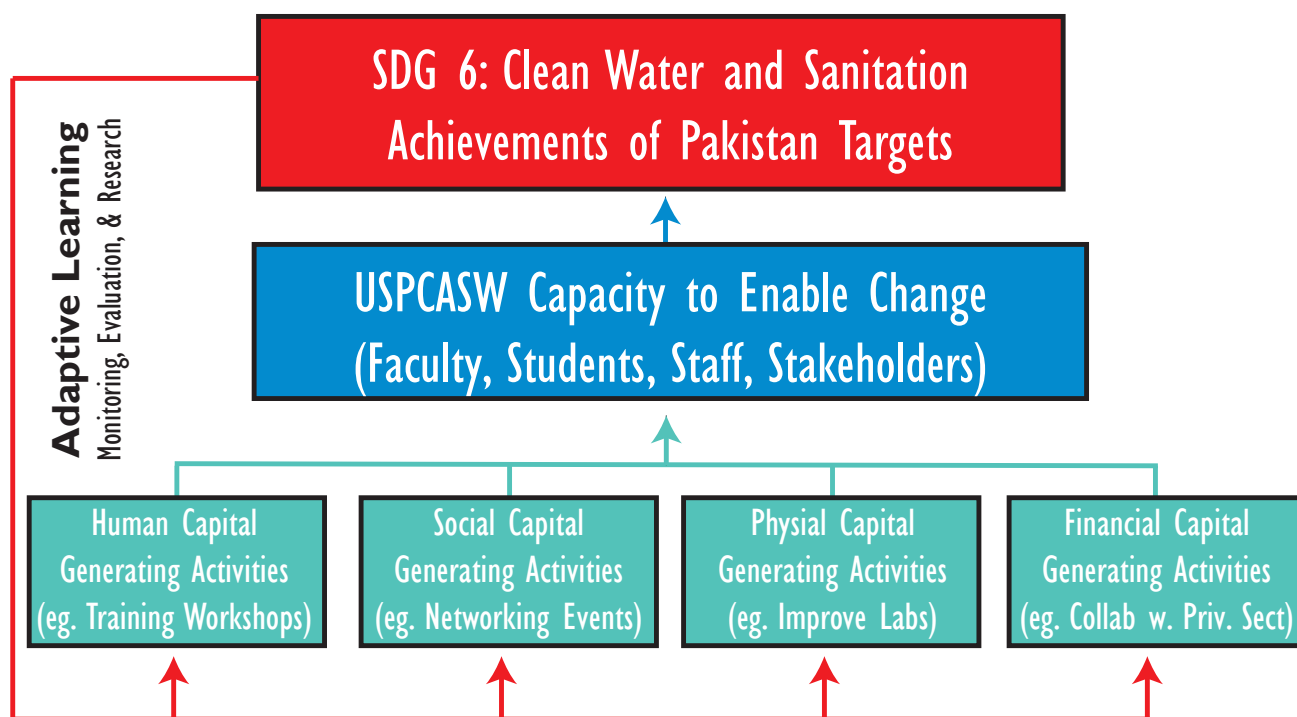 SDG 6: Clean Water and Sanitation
Achievements of Pakistan Targets
Adaptive Learning
Monitoring, Evaluation, & Research
USPCASW Capacity to Enable Change
(Faculty, Students, Staff, Stakeholders)
Human Capital
Generating Activities
(eg. Training Workshops)
Social Capital
Generating Activities
(eg. Networking Events)
Physial Capital
Generating Activities
(eg. Improve Labs)
Financial Capital
Generating Activities
(eg. Collab w. Priv. Sect)